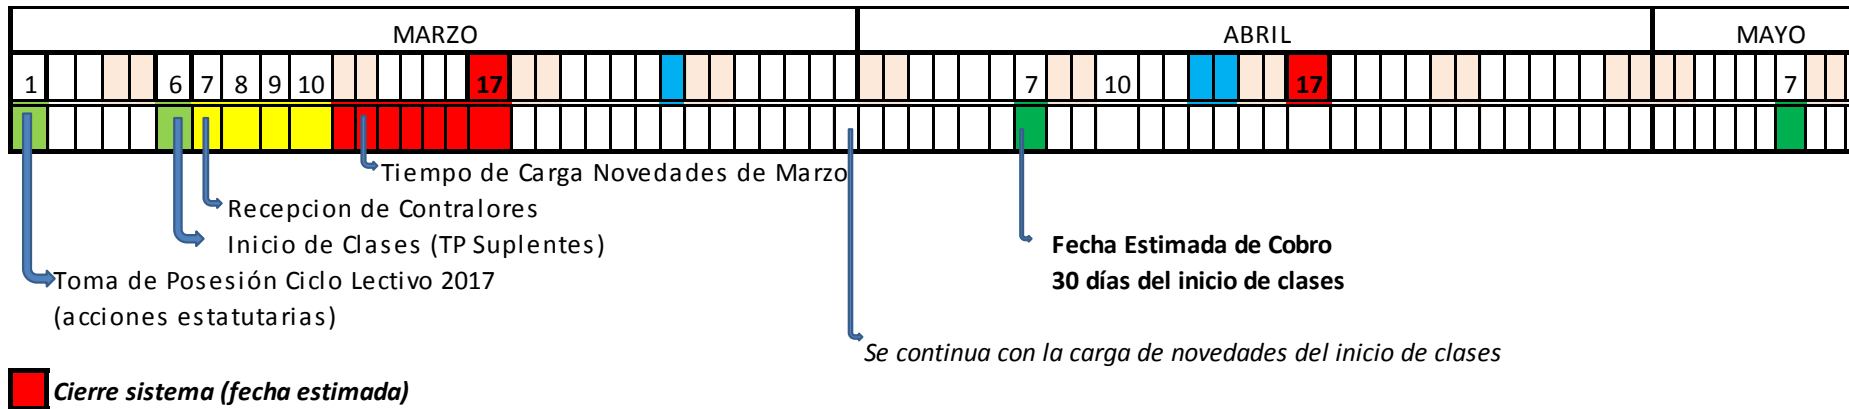 MARZO ABRIL MAYO
1 6 7 8 9 10 17 7 10 17 7
Tiempo de Carga Novedades de Marzo
Recepcion de Contralores
Inicio de Clases (TP Suplentes)
Fecha Estimada de Cobro
Toma de Posesión Ciclo Lectivo 2017
30 días del inicio de clases
(acciones estatutarias)
Se continua con la carga de novedades del inicio de clases
Cierre sistema (fecha estimada)